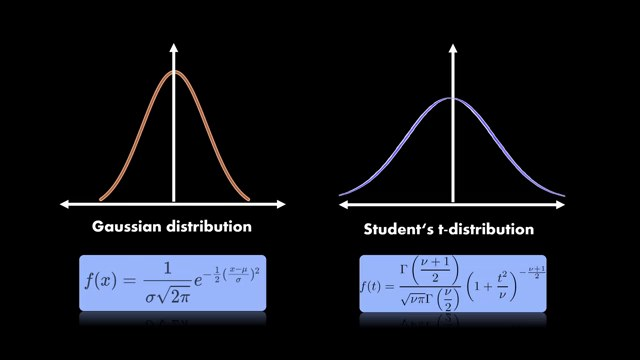 Gaussian distribution
Student‘s t-distribution
f(x) = \frac{1}{\sigma\sqrt{2\pi}} e^{-\frac{1}{2}(\frac{x-\mu}{\sigma})^2}
f(t) = \frac{\Gamma\left(\frac{\nu+1}{2}\right)}{\sqrt{\nu\pi}\Gamma\left(\frac{\nu}{2}\right)} \left(1+\frac{t^2}{\nu}\right)^{-\frac{\nu+1}{2}}